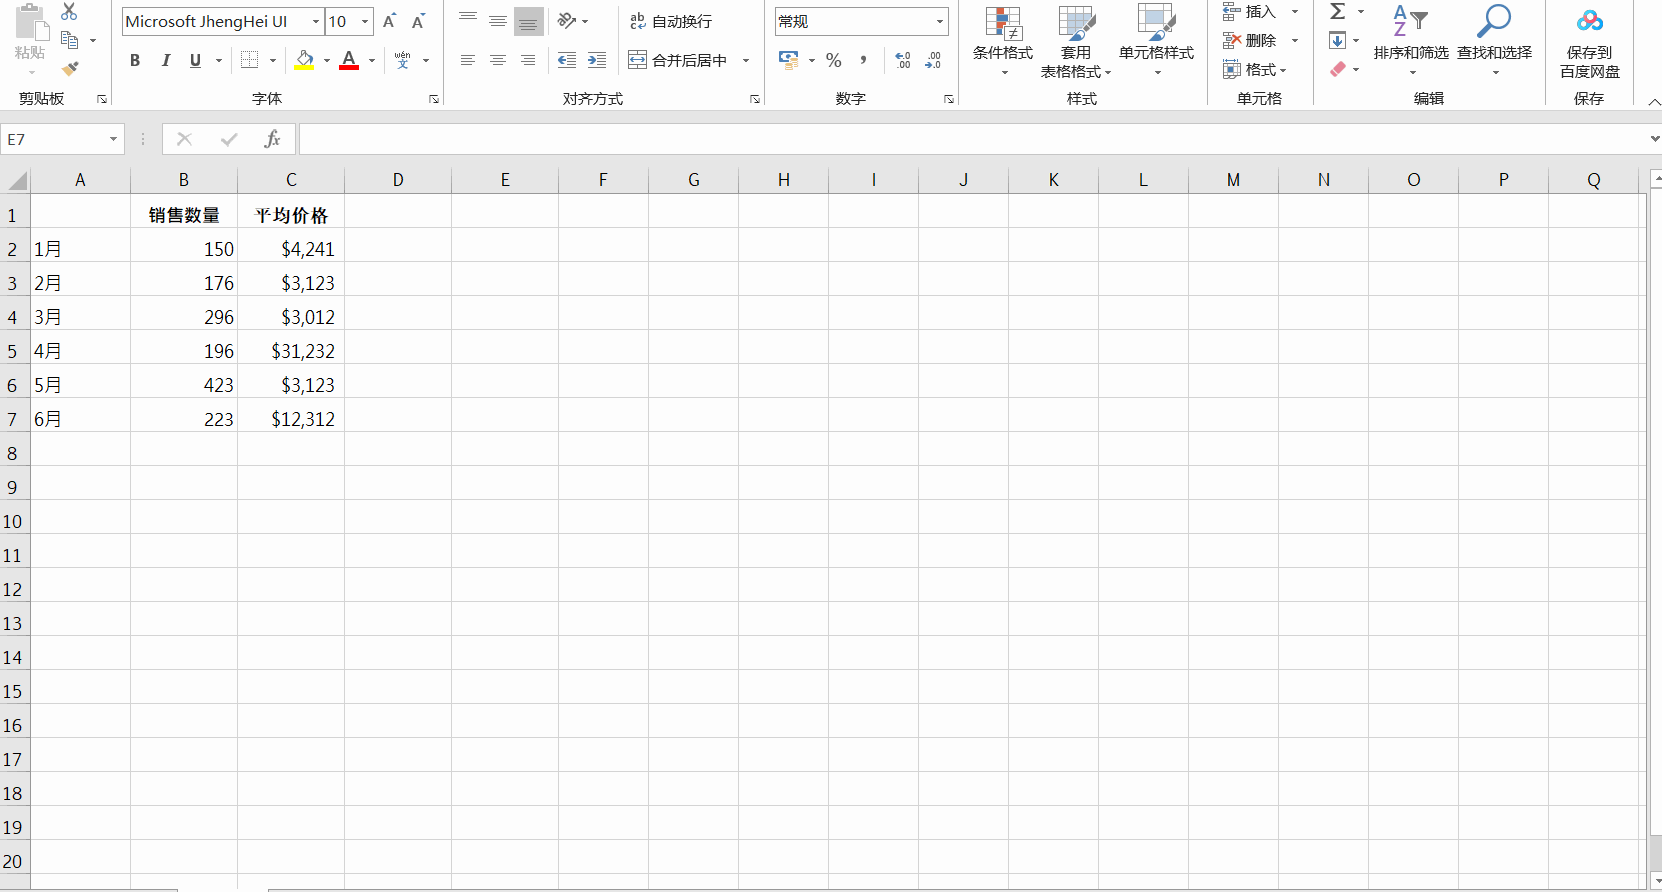 Microsoft JhengHei UI 10 A A ab 自动换行 常规 插入 Σ
粘贴 条件格式 套用 单元格样式 删除 排序和筛选 查找和选择 保存到
B I U A wén 文 合并后居中 % , .00 .00 表格格式 格式 百度网盘
剪贴板 字体 对齐方式 数字 样式 单元格 编辑 保存
E7 fx
A B C D E F G H I J K L M N O P Q
1 销售数量 平均价格
2 1月 150 $4,241
3 2月 176 $3,123
4 3月 296 $3,012
5 4月 196 $31,232
6 5月 423 $3,123
7 6月 223 $12,312
8
9
10
11
12
13
14
15
16
17
18
19
20